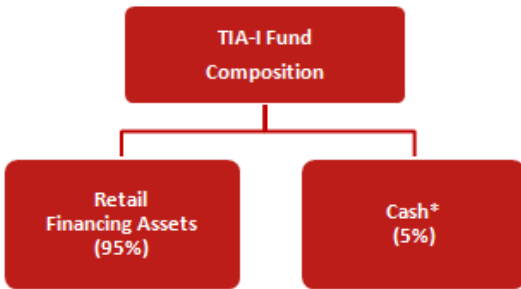 TIA-I Fund
Composition
Retail
Financing Assets
(95%)
Cash*
(5%)